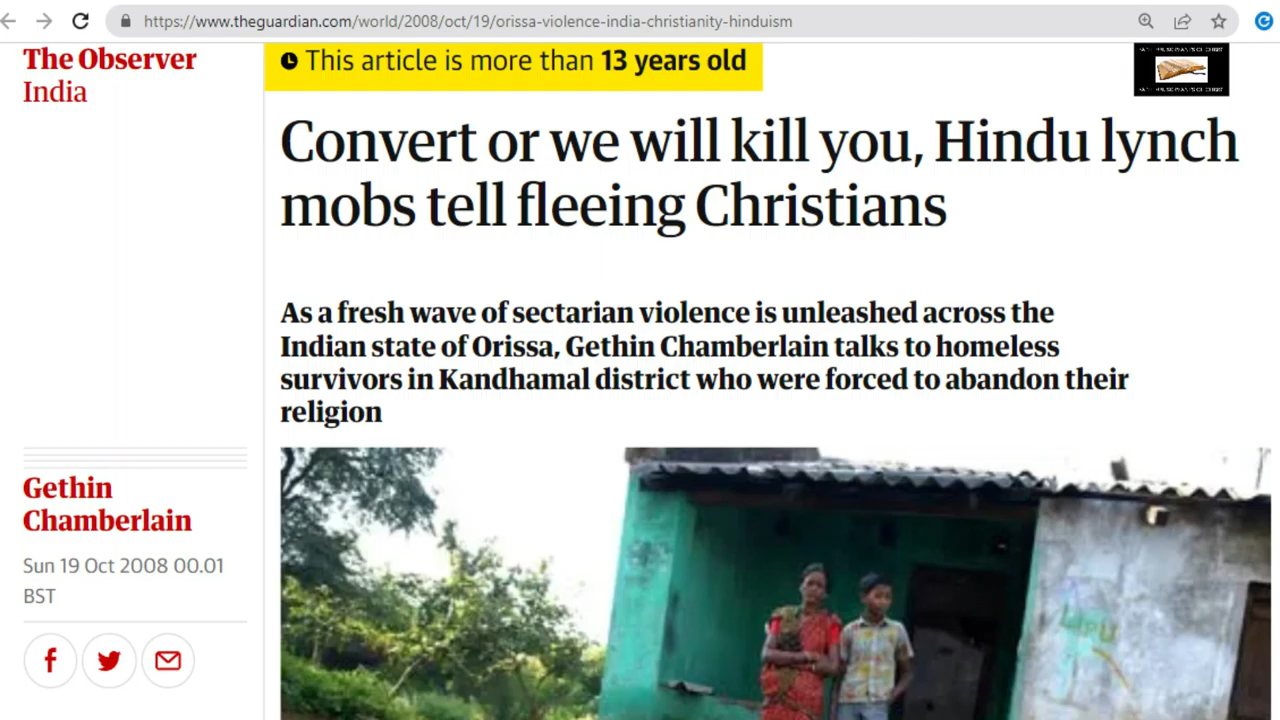 https://www.theguardian.com/world/2008/oct/19/orissa-violence-india-christianity-hinduism
The Observer
India
This article is more than 13 years old
Convert or we will kill you, Hindu lynch
mobs tell fleeing Christians
As a fresh wave of sectarian violence is unleashed across the
Indian state of Orissa, Gethin Chamberlain talks to homeless
survivors in Kandhamal district who were forced to abandon their
religion
Gethin
Chamberlain
Sun 19 Oct 2008 00.01
BST